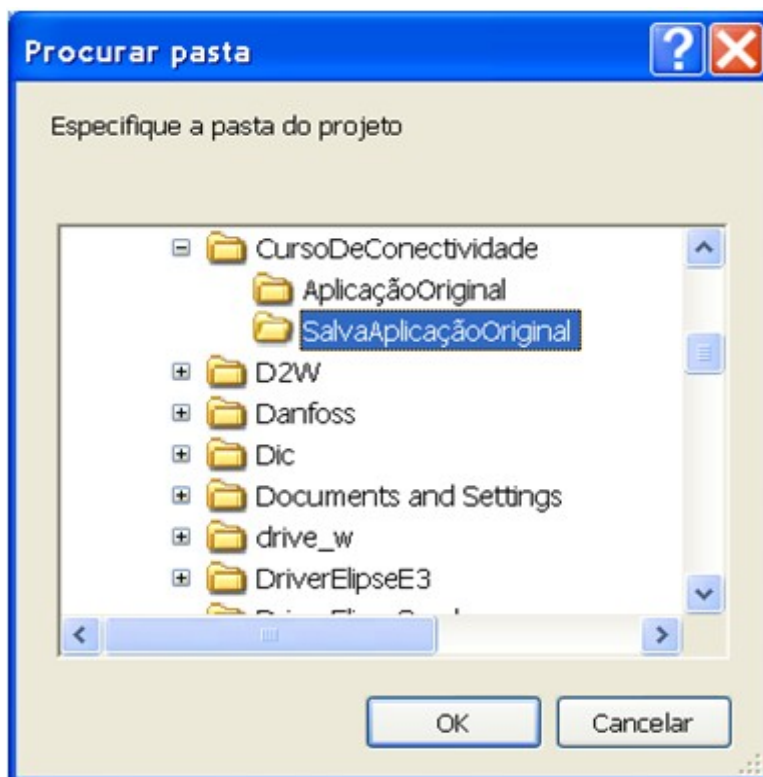 Procurar pasta
Especifique a pasta do projeto
CursoDeConectividade
AplicaçãoOriginal
SalvaAplicaçãoOriginal
D2W
Danfoss
Dic
Documents and Settings
drive_w
DriverElipseE3
OK
Cancelar